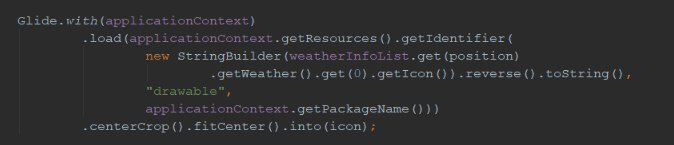 Glide.with(applicationContext)
.load(applicationContext.getResources().getIdentifier(
new StringBuilder(weatherInfoList.get(position)
.getWeather().get(0).getIcon()).reverse().toString(),
"drawable",
applicationContext.getPackageName()))
.centerCrop().fitCenter().into(icon);